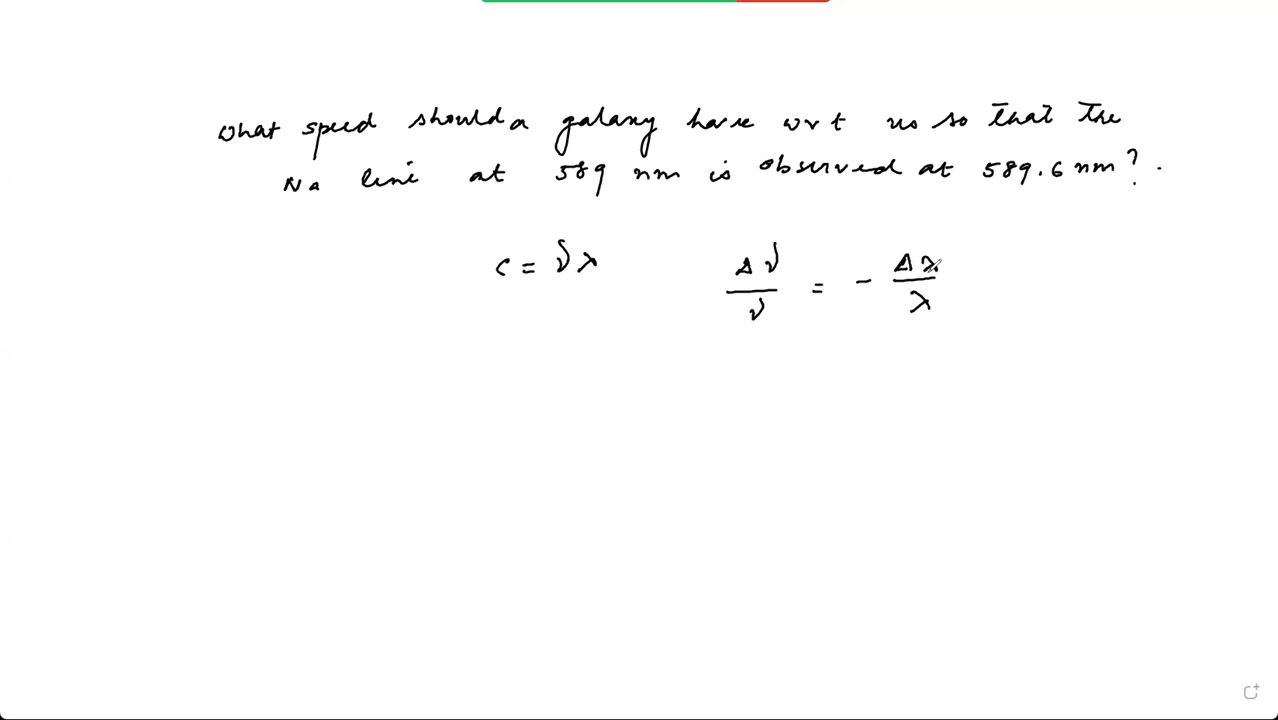 What speed should a galaxy have wrt us so that the
Na line at 589 nm is observed at 589.6 nm?.
c = νλ Δν/ν = - Δλ/λ